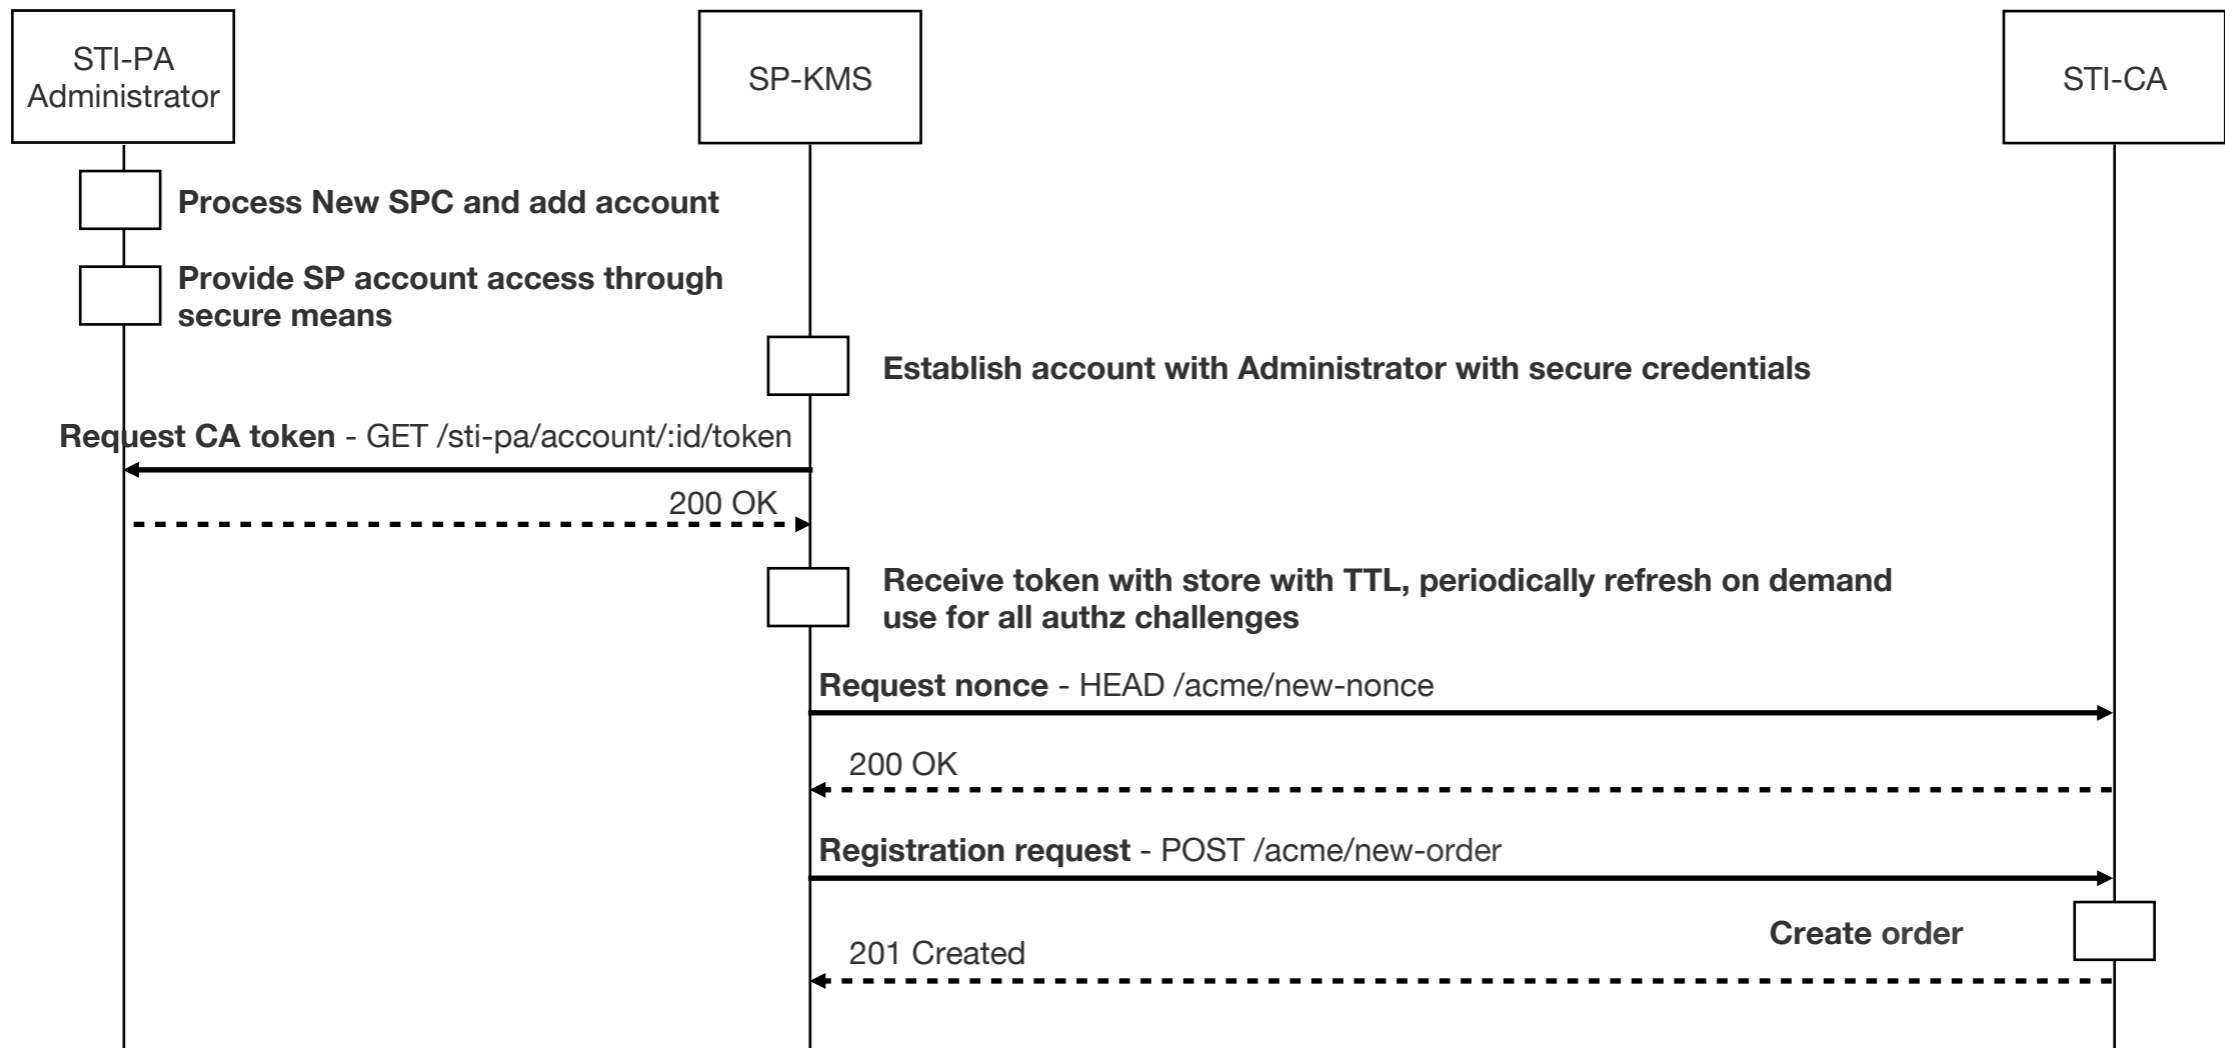 STI-PA
Administrator
SP-KMS
STI-CA
Process New SPC and add account
Provide SP account access through
secure means
Establish account with Administrator with secure credentials
Request CA token - GET /sti-pa/account/:id/token
200 OK
Receive token with store with TTL, periodically refresh on demand
use for all authz challenges
Request nonce - HEAD /acme/new-nonce
200 OK
Registration request - POST /acme/new-order
Create order
201 Created